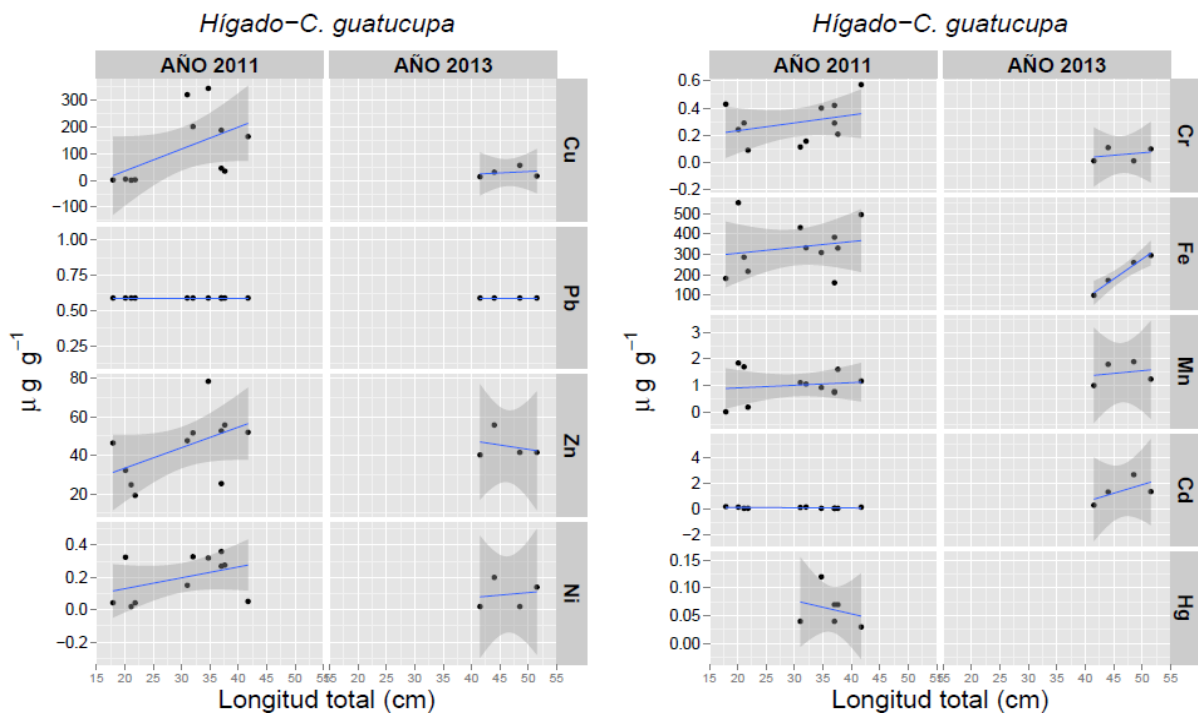 Hígado−C. guatucupa
AÑO 2011 AÑO 2013
300
200
100
0
−100
Cu
1.00
0.75
0.50
0.25
Pb
80
60
40
20
Zn
0.4
0.2
0.0
−0.2
Ni
µ g g⁻¹
15 20 25 30 35 40 45 50 55 15 20 25 30 35 40 45 50 55
Longitud total (cm)
Hígado−C. guatucupa
AÑO 2011 AÑO 2013
0.6
0.4
0.2
0.0
−0.2
Cr
500
400
300
200
100
Fe
3
2
1
0
Mn
4
2
0
−2
Cd
0.15
0.10
0.05
0.00
Hg
µ g g⁻¹
15 20 25 30 35 40 45 50 55 15 20 25 30 35 40 45 50 55
Longitud total (cm)